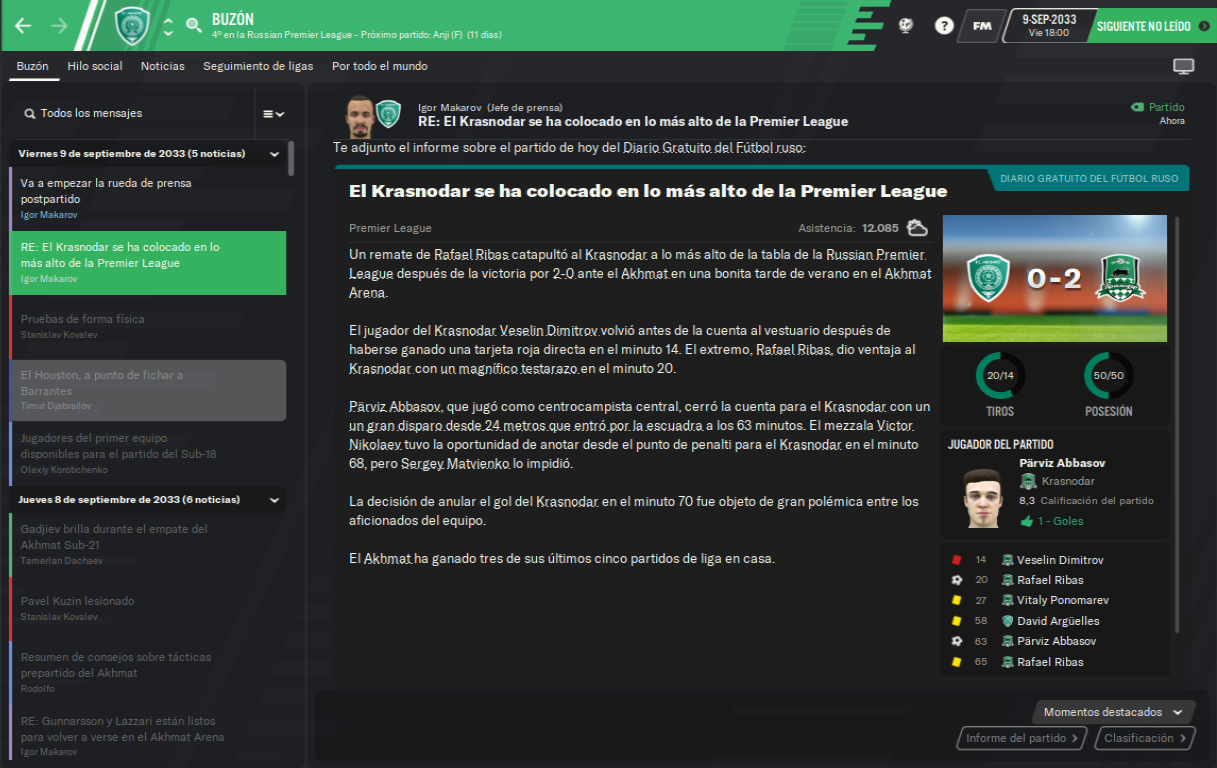 BUZÓN
4º en la Russian Premier League - Próximo partido: Anji (F) (11 días)
?
FM
9-SEP-2033
Vie 18:00
SIGUIENTE NO LEÍDO
Buzón
Hilo social
Noticias
Seguimiento de ligas
Por todo el mundo
Todos los mensajes
Viernes 9 de septiembre de 2033 (5 noticias)
Va a empezar la rueda de prensa
postpartido
Igor Makarov
RE: El Krasnodar se ha colocado en lo
más alto de la Premier League
Igor Makarov
Pruebas de forma física
Stanislav Kovalev
El Houston, a punto de fichar a
Barrantes
Timur Djabrailov
Jugadores del primer equipo
disponibles para el partido del Sub-18
Olexiy Korobchenko
Jueves 8 de septiembre de 2033 (6 noticias)
Gadjiev brilla durante el empate del
Akhmat Sub-21
Tamerlan Dachaev
Pavel Kuzin lesionado
Stanislav Kovalev
Resumen de consejos sobre tácticas
prepartido del Akhmat
Rodolfo
RE: Gunnarsson y Lazzari están listos
para volver a verse en el Akhmat Arena
Igor Makarov
Igor Makarov (Jefe de prensa)
RE: El Krasnodar se ha colocado en lo más alto de la Premier League
Partido
Ahora
Te adjunto el informe sobre el partido de hoy del Diario Gratuito del Fútbol ruso:
DIARIO GRATUITO DEL FÚTBOL RUSO
El Krasnodar se ha colocado en lo más alto de la Premier League
Premier League
Asistencia: 12.085
Un remate de Rafael Ribas catapultó al Krasnodar a lo más alto de la tabla de la Russian Premier
League después de la victoria por 2-0 ante el Akhmat en una bonita tarde de verano en el Akhmat
Arena.
El jugador del Krasnodar Veselin Dimitrov volvió antes de la cuenta al vestuario después de
haberse ganado una tarjeta roja directa en el minuto 14. El extremo, Rafael Ribas, dio ventaja al
Krasnodar con un magnífico testarazo en el minuto 20.
Pärviz Abbasov, que jugó como centrocampista central, cerró la cuenta para el Krasnodar con un
un gran disparo desde 24 metros que entró por la escuadra a los 63 minutos. El mezzala Victor
Nikolaev tuvo la oportunidad de anotar desde el punto de penalti para el Krasnodar en el minuto
68, pero Sergey Matvienko lo impidió.
La decisión de anular el gol del Krasnodar en el minuto 70 fue objeto de gran polémica entre los
aficionados del equipo.
El Akhmat ha ganado tres de sus últimos cinco partidos de liga en casa.
0-2
20/14
50/50
TIROS
POSESIÓN
JUGADOR DEL PARTIDO
Pärviz Abbasov
Krasnodar
8,3 Calificación del partido
1 - Goles
14 Veselin Dimitrov
20 Rafael Ribas
27 Vitaly Ponomarev
58 David Argüelles
63 Pärviz Abbasov
65 Rafael Ribas
Momentos destacados
Informe del partido
Clasificación